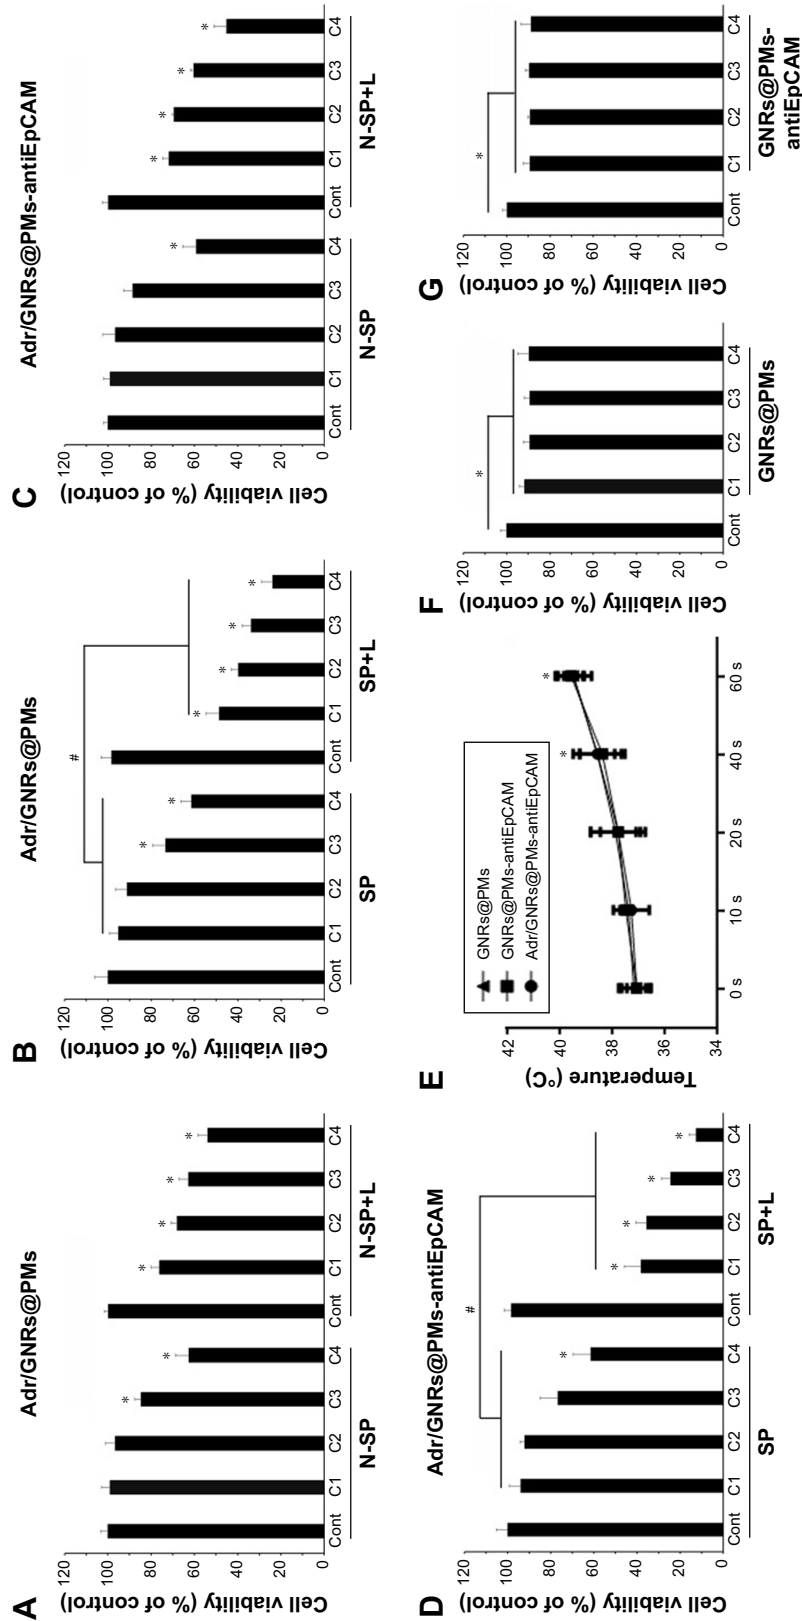 A
Adr/GNRs@PMs
Cell viability (% of control)
120
100
80
60
40
20
0
* * * * * *
Cont C1 C2 C3 C4 Cont C1 C2 C3 C4
N-SP N-SP+L
B
Adr/GNRs@PMs
Cell viability (% of control)
120
100
80
60
40
20
0
#
* * * * * *
Cont C1 C2 C3 C4 Cont C1 C2 C3 C4
SP SP+L
C
Adr/GNRs@PMs-antiEpCAM
Cell viability (% of control)
120
100
80
60
40
20
0
* * * * *
Cont C1 C2 C3 C4 Cont C1 C2 C3 C4
N-SP N-SP+L
D
Adr/GNRs@PMs-antiEpCAM
Cell viability (% of control)
120
100
80
60
40
20
0
#
* * * * *
Cont C1 C2 C3 C4 Cont C1 C2 C3 C4
SP SP+L
E
Temperature (°C)
42
40
38
36
34
GNRs@PMs
GNRs@PMs-antiEpCAM
Adr/GNRs@PMs-antiEpCAM
* *
0 s 10 s 20 s 40 s 60 s
F
Cell viability (% of control)
120
100
80
60
40
20
0
*
Cont C1 C2 C3 C4
GNRs@PMs
G
Cell viability (% of control)
120
100
80
60
40
20
0
*
Cont C1 C2 C3 C4
GNRs@PMs-
antiEpCAM